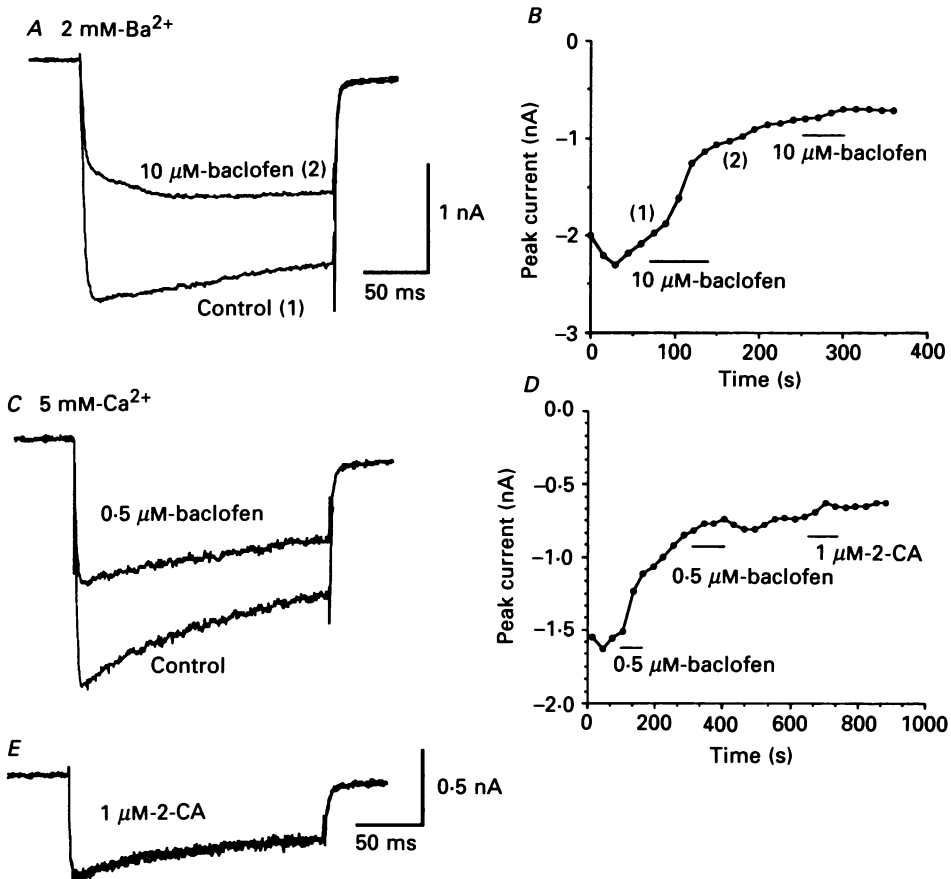 A 2 mM-Ba2+
10 μM-baclofen (2)
Control (1)
1 nA
50 ms
B
0
−1
−2
−3
Peak current (nA)
(1)
(2)
10 μM-baclofen
10 μM-baclofen
0 100 200 300 400
Time (s)
C 5 mM-Ca2+
0·5 μM-baclofen
Control
D
0·0
−0·5
−1·0
−1·5
−2·0
Peak current (nA)
1 μM-2-CA
0·5 μM-baclofen
0·5 μM-baclofen
0 200 400 600 800 1000
Time (s)
E
1 μM-2-CA
0·5 nA
50 ms